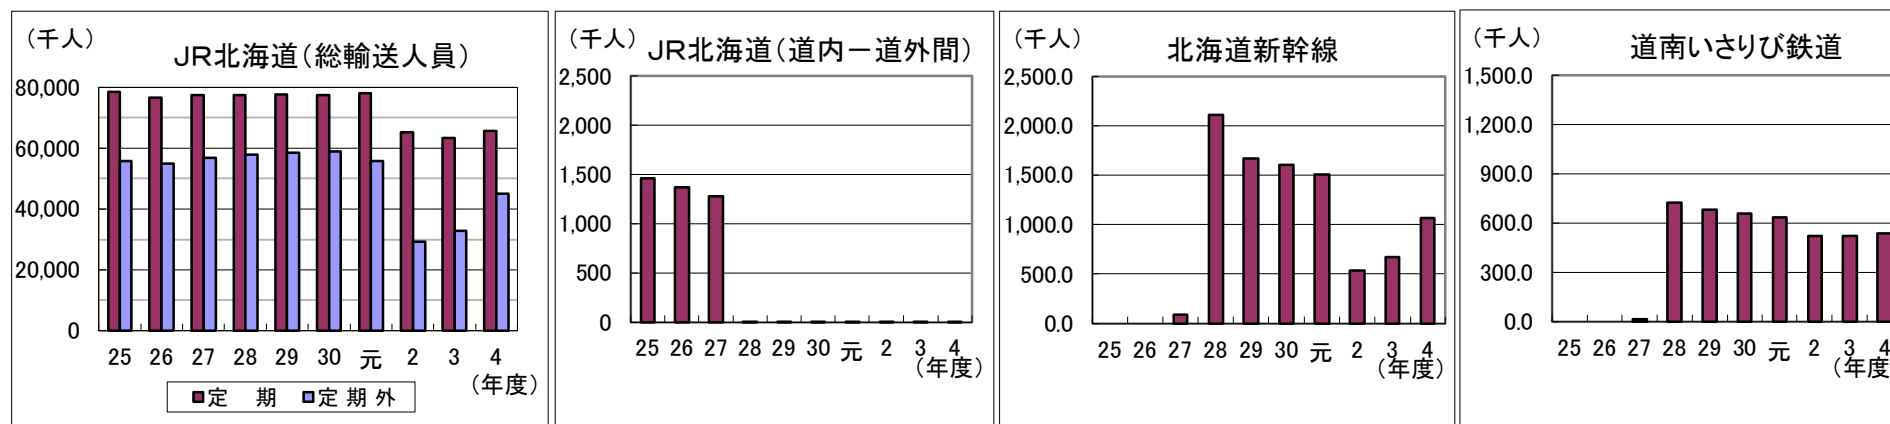 （千人）
JR北海道（総輸送人員）
80,000
60,000
40,000
20,000
0
25 26 27 28 29 30 元 2 3 4
（年度）
定　期 定期外
（千人）
JR北海道（道内－道外間）
2,500
2,000
1,500
1,000
500
0
25 26 27 28 29 30 元 2 3 4
（年度）
（千人）
北海道新幹線
2,500.0
2,000.0
1,500.0
1,000.0
500.0
0.0
25 26 27 28 29 30 元 2 3 4
（年度）
（千人）
道南いさりび鉄道
1,500.0
1,200.0
900.0
600.0
300.0
0.0
25 26 27 28 29 30 元 2 3 4
（年度